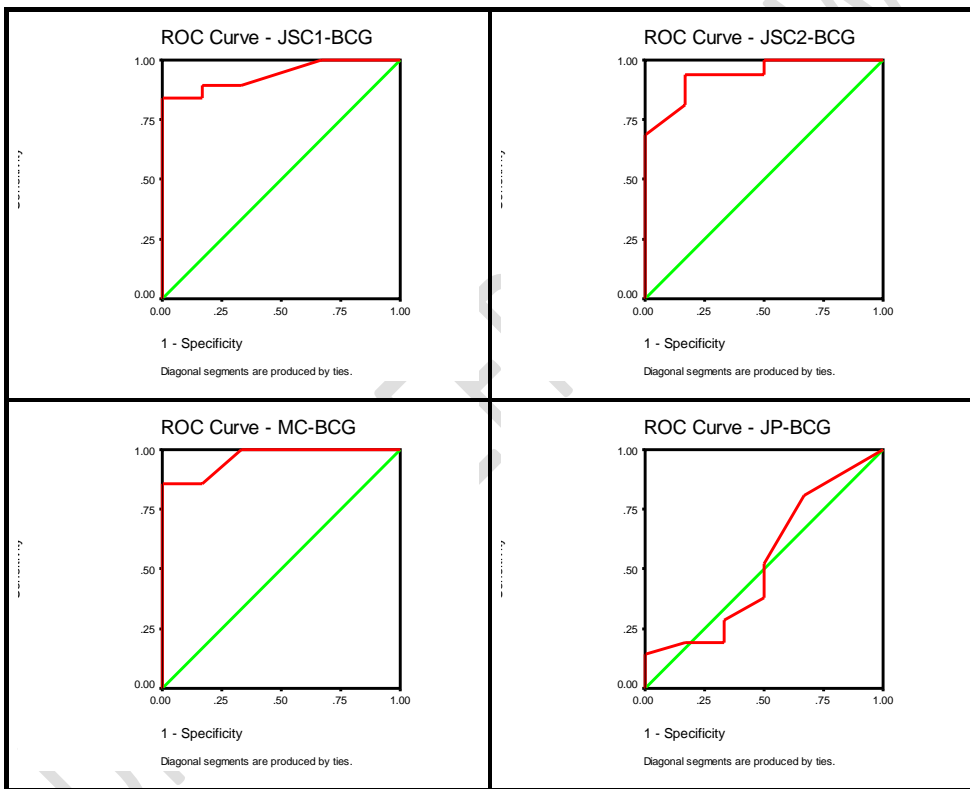 ROC Curve - JSC1-BCG
1.00
.75
.50
.25
0.00
0.00 .25 .50 .75 1.00
1 - Specificity
Diagonal segments are produced by ties.
ROC Curve - JSC2-BCG
1.00
.75
.50
.25
0.00
0.00 .25 .50 .75 1.00
1 - Specificity
Diagonal segments are produced by ties.
ROC Curve - MC-BCG
1.00
.75
.50
.25
0.00
0.00 .25 .50 .75 1.00
1 - Specificity
Diagonal segments are produced by ties.
ROC Curve - JP-BCG
1.00
.75
.50
.25
0.00
0.00 .25 .50 .75 1.00
1 - Specificity
Diagonal segments are produced by ties.